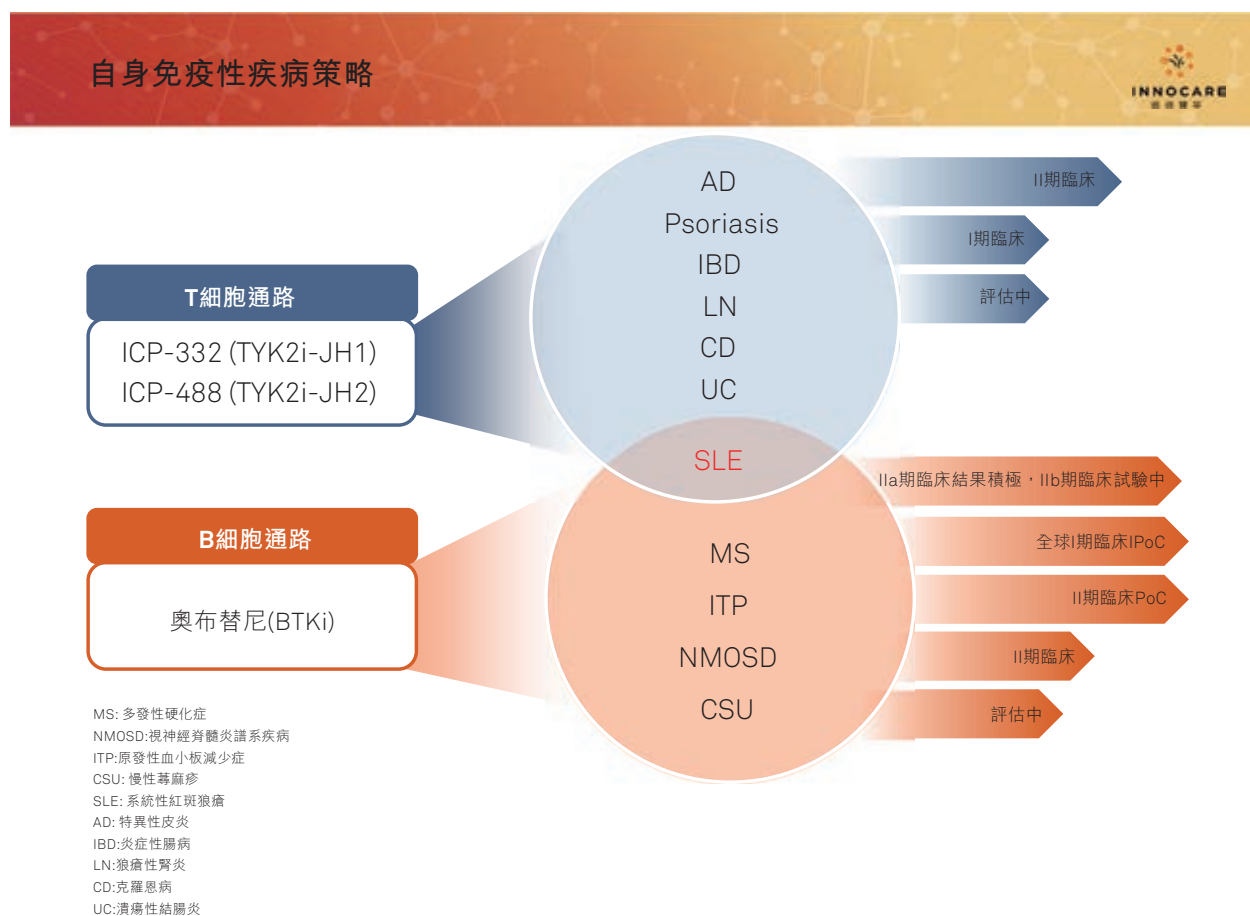 自身免疫性疾病策略
INNOCARE
諾誠健華
AD
Psoriasis
IBD
LN
CD
UC
SLE
II期臨床
I期臨床
評估中
T細胞通路
ICP-332 (TYK2i-JH1)
ICP-488 (TYK2i-JH2)
B細胞通路
奧布替尼(BTKi)
MS
ITP
NMOSD
CSU
IIa期臨床結果積極，IIb期臨床試驗中
全球I期臨床IPoC
II期臨床PoC
II期臨床
評估中
MS: 多發性硬化症
NMOSD:視神經脊髓炎譜系疾病
ITP:原發性血小板減少症
CSU: 慢性蕁麻疹
SLE: 系統性紅斑狼瘡
AD: 特異性皮炎
IBD:炎症性腸病
LN:狼瘡性腎炎
CD:克羅恩病
UC:潰瘍性結腸炎